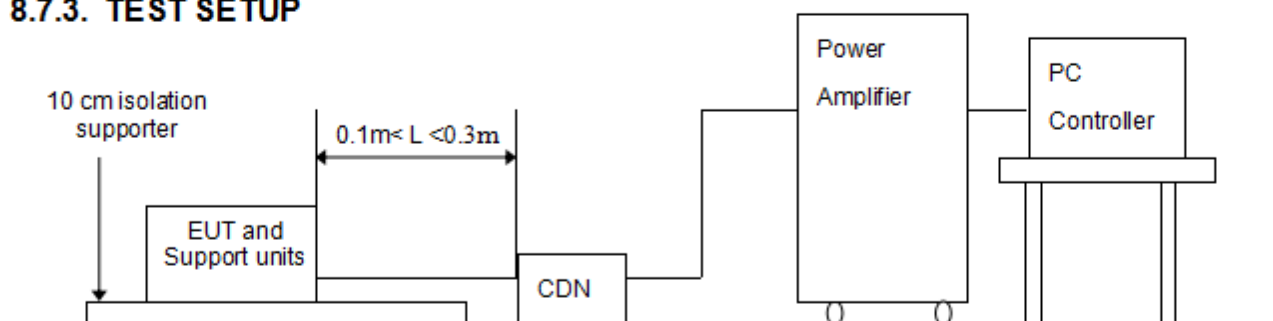 8.7.3. TEST SETUP
10 cm isolation
supporter
0.1m< L <0.3m
EUT and
Support units
CDN
Power
Amplifier
PC
Controller